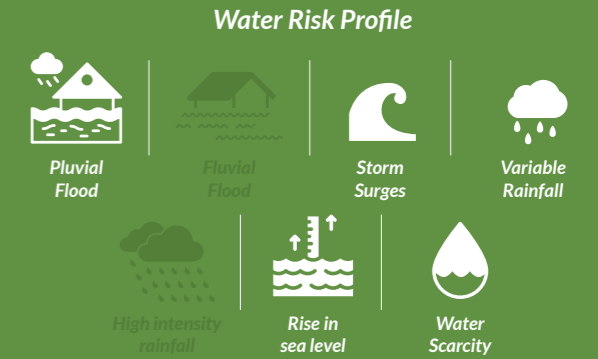 Water Risk Profile
Pluvial
Flood
Fluvial
Flood
Storm
Surges
Variable
Rainfall
High intensity
rainfall
Rise in
sea level
Water
Scarcity